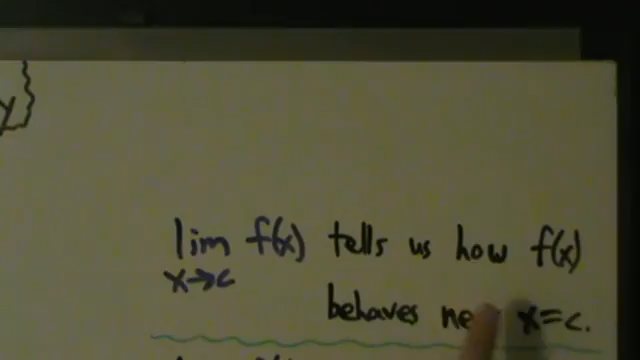 lim f(x) tells us how f(x)
x→c
behaves x=c.